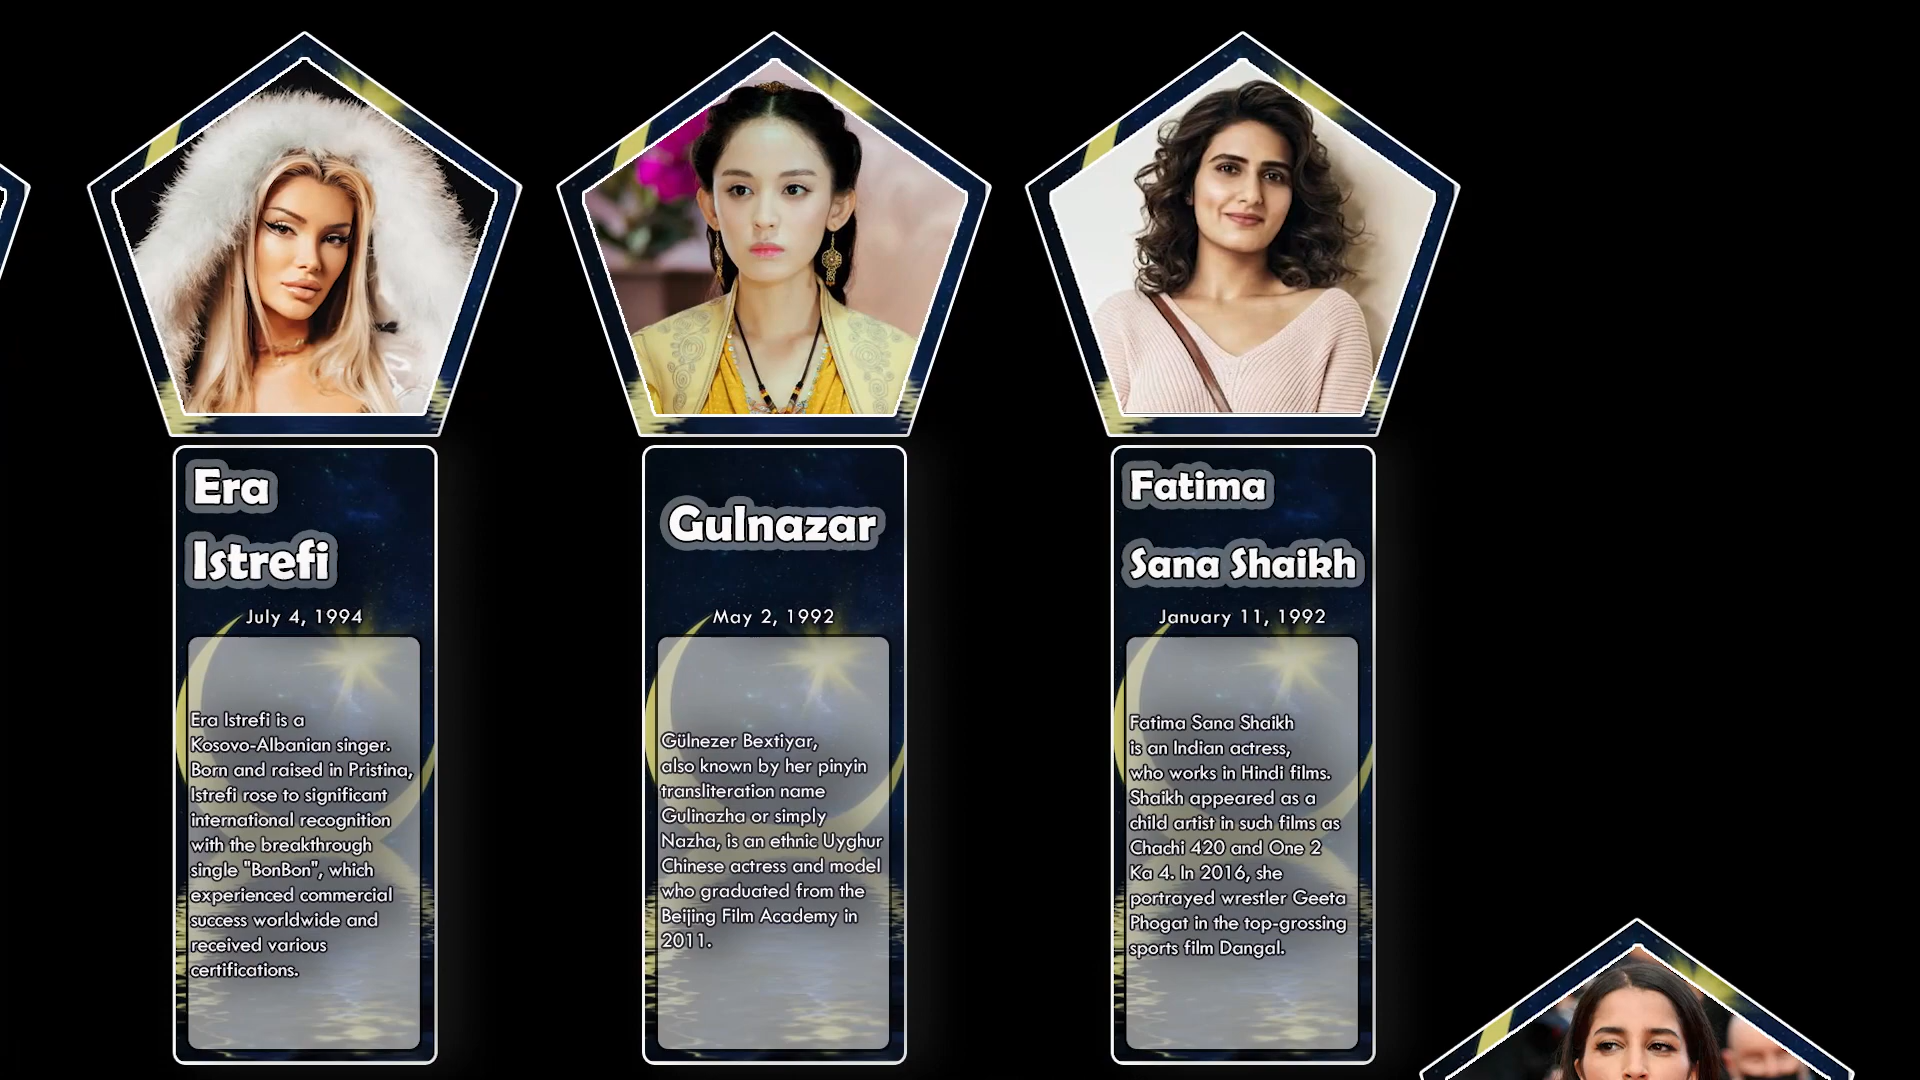 Era
Istrefi
July 4, 1994
Era Istrefi is a
Kosovo-Albanian singer.
Born and raised in Pristina,
Istrefi rose to significant
international recognition
with the breakthrough
single "BonBon", which
experienced commercial
success worldwide and
received various
certifications.
Gulnazar
May 2, 1992
Gülnezer Bextiyar,
also known by her pinyin
transliteration name
Gulinazha or simply
Nazha, is an ethnic Uyghur
Chinese actress and model
who graduated from the
Beijing Film Academy in
2011.
Fatima
Sana Shaikh
January 11, 1992
Fatima Sana Shaikh
is an Indian actress,
who works in Hindi films.
Shaikh appeared as a
child artist in such films as
Chachi 420 and One 2
Ka 4. In 2016, she
portrayed wrestler Geeta
Phogat in the top-grossing
sports film Dangal.